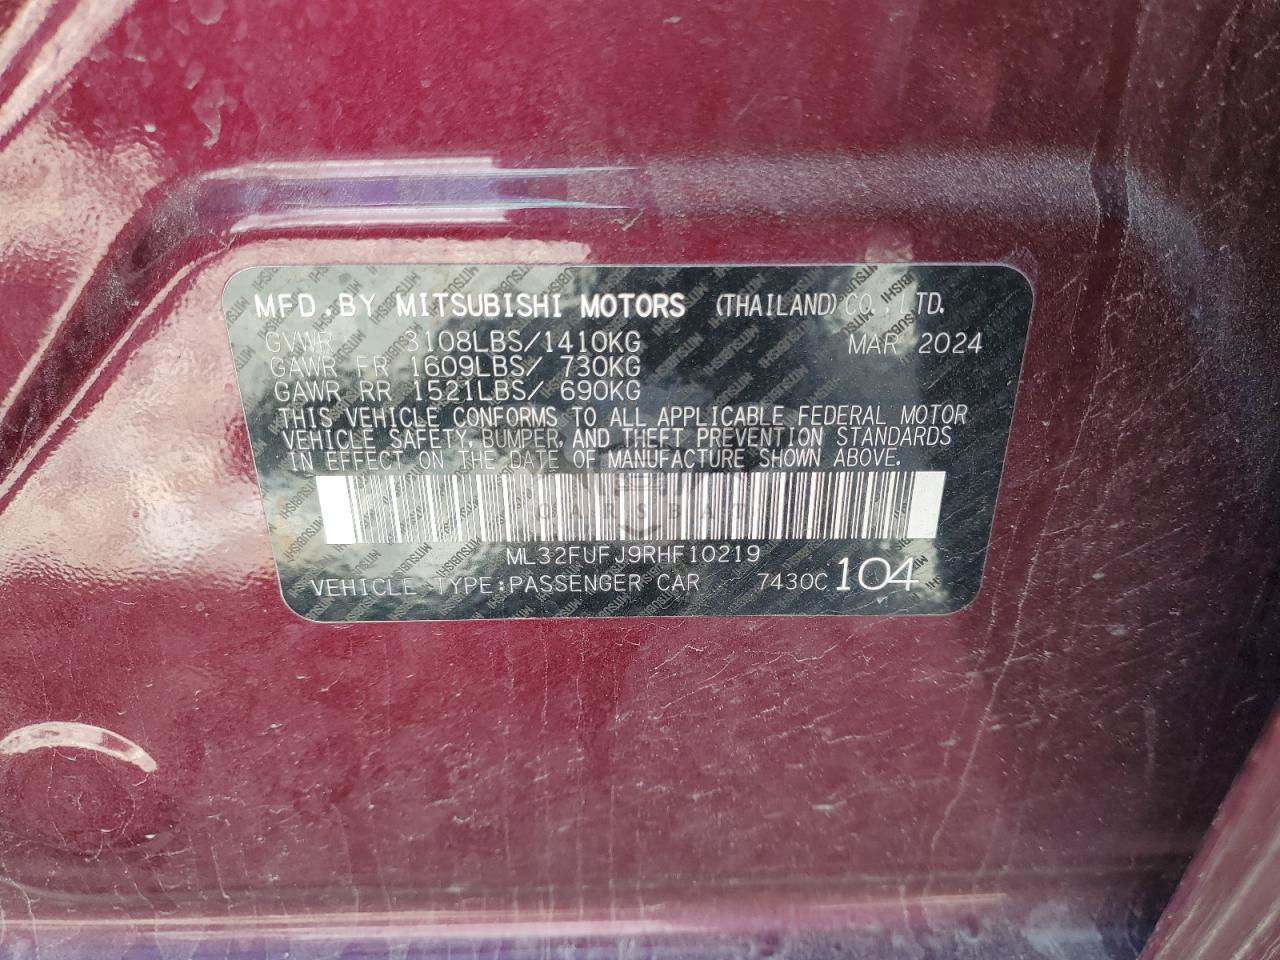 MFD. BY MITSUBISHI MOTORS (THAILAND) CO., LTD.
GVWR 3108LBS/1410KG MAR 2024
GAWR FR 1609LBS/ 730KG
GAWR RR 1521LBS/ 690KG
THIS VEHICLE CONFORMS TO ALL APPLICABLE FEDERAL MOTOR
VEHICLE SAFETY, BUMPER, AND THEFT PREVENTION STANDARDS
IN EFFECT ON THE DATE OF MANUFACTURE SHOWN ABOVE.
ML32FUFJ9RHF10219
VEHICLE TYPE:PASSENGER CAR 7430C 104